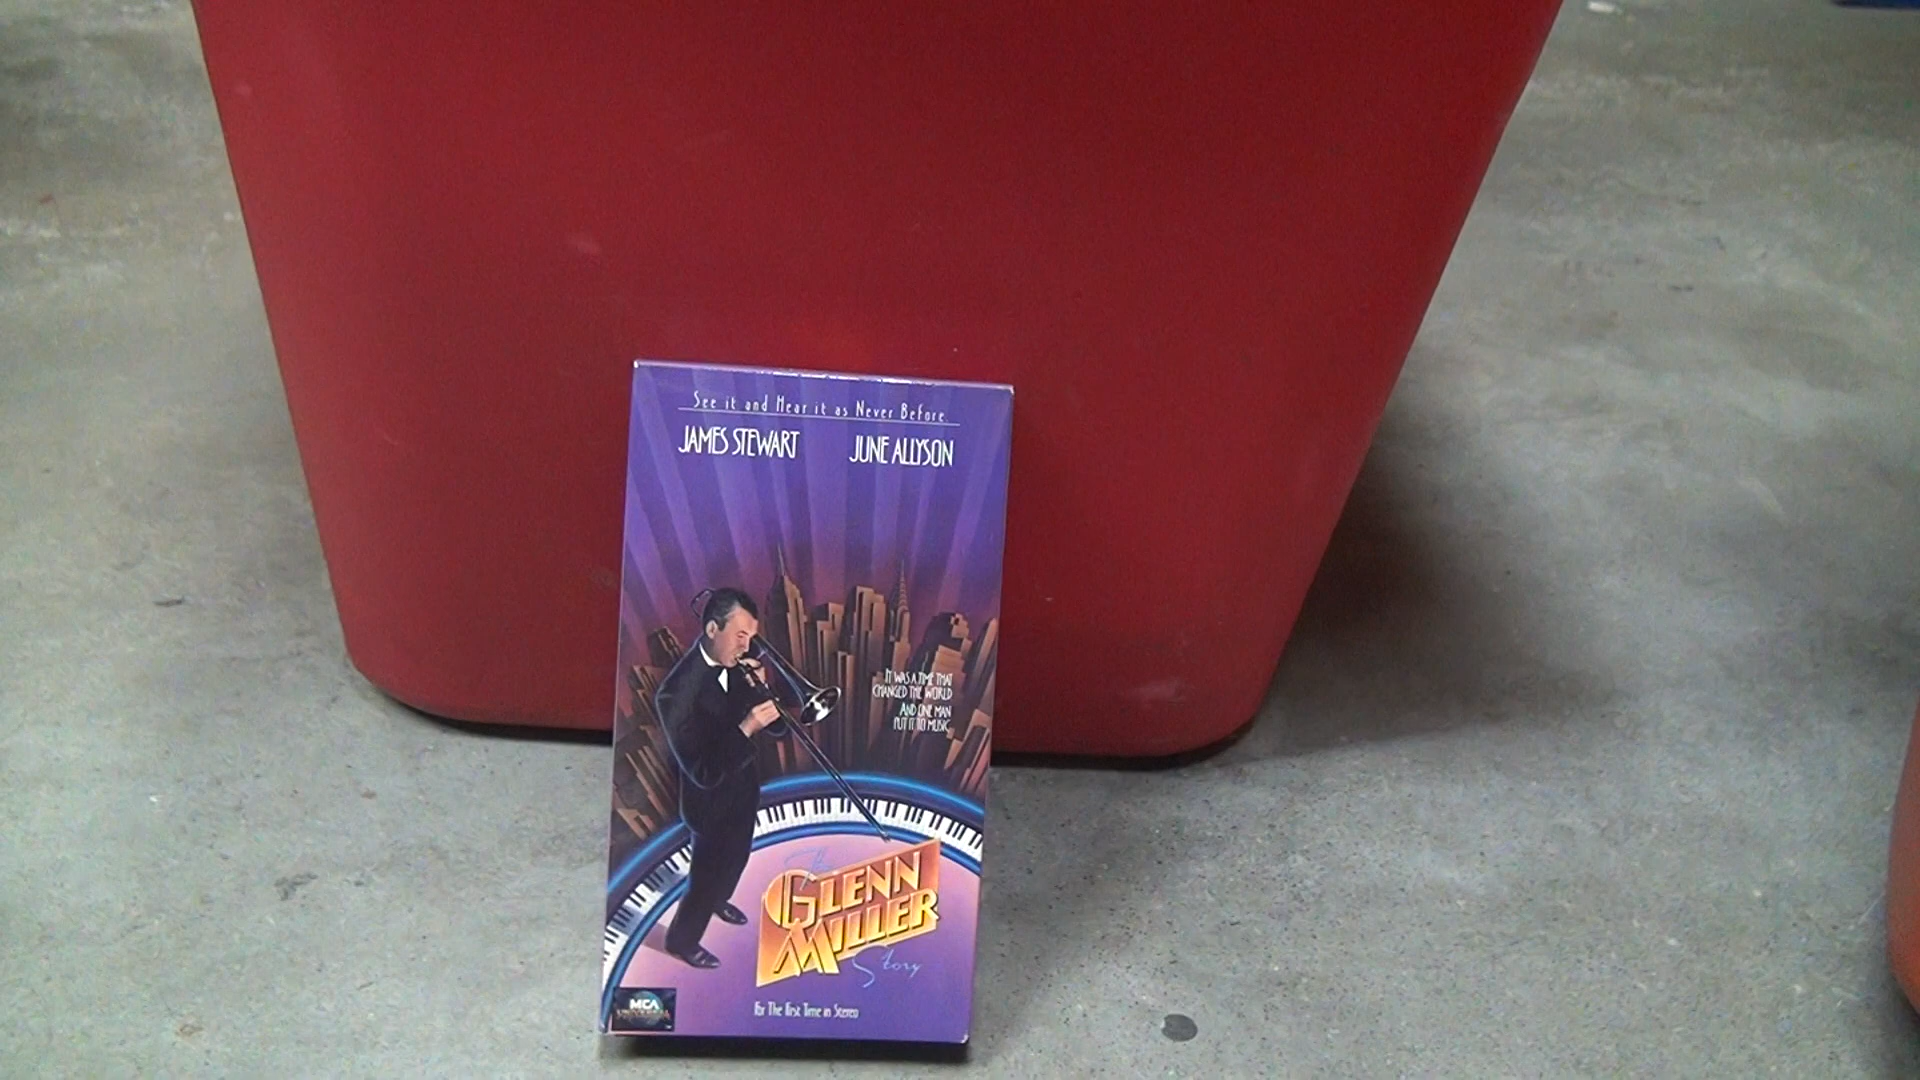 See it and Hear it as Never Before.
JAMES STEWART JUNE ALLYSON
IT WAS A TIME THAT
CHANGED THE WORLD
AND ONE MAN
PUT IT TO MUSIC.
The
GLENN
MILLER
Story
MCA
UNIVERSAL
For The First Time in Stereo